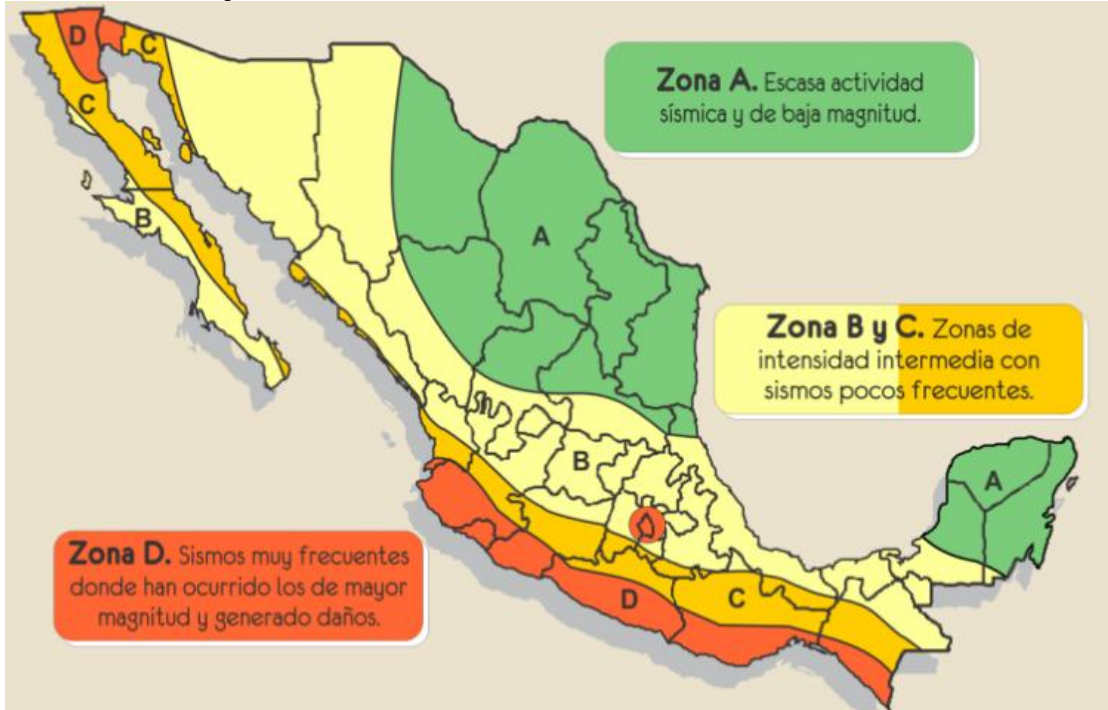 D
C
C
Zona A. Escasa actividad
sísmica y de baja magnitud.
B
A
Zona B y C. Zonas de
intensidad intermedia con
sismos pocos frecuentes.
B
A
Zona D. Sismos muy frecuentes
donde han ocurrido los de mayor
magnitud y generado daños.
D
C